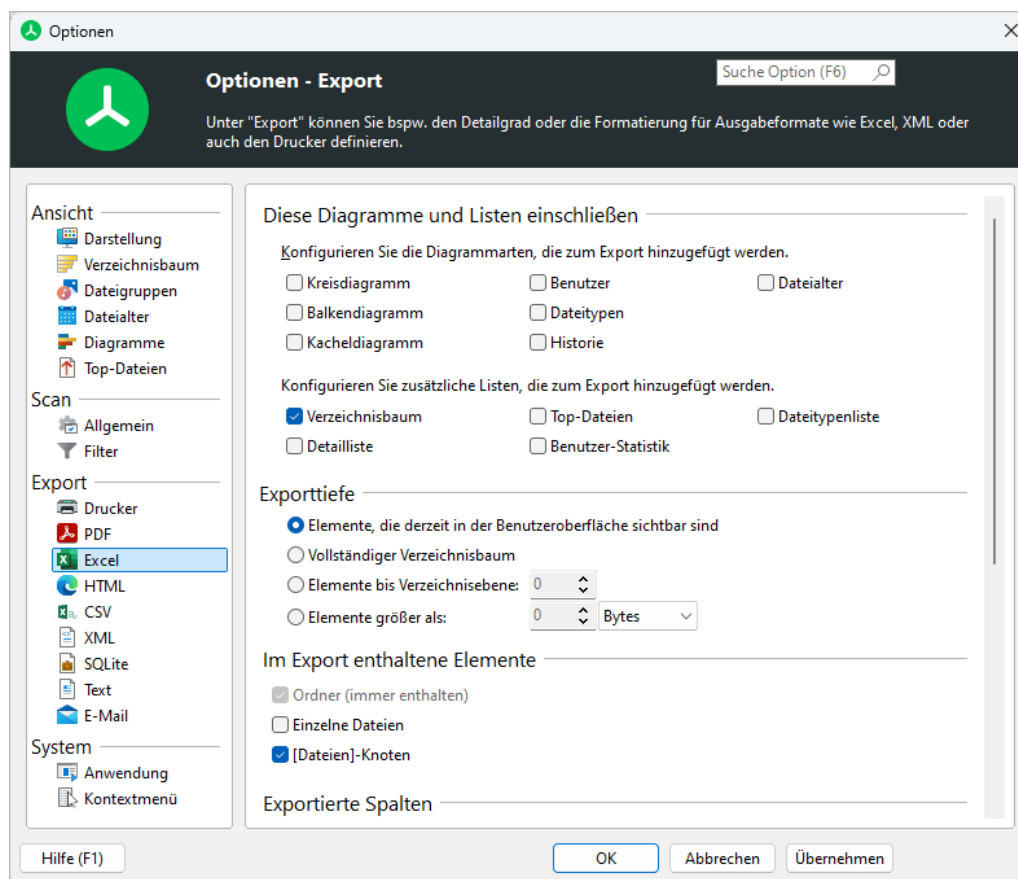 Optionen
Optionen - Export
Suche Option (F6)
Unter "Export" können Sie bspw. den Detailgrad oder die Formatierung für Ausgabeformate wie Excel, XML oder
auch den Drucker definieren.
Ansicht
Darstellung
Verzeichnisbaum
Dateigruppen
Dateialter
Diagramme
Top-Dateien
Scan
Allgemein
Filter
Export
Drucker
PDF
Excel
HTML
CSV
XML
SQLite
Text
E-Mail
System
Anwendung
Kontextmenü
Diese Diagramme und Listen einschließen
Konfigurieren Sie die Diagrammarten, die zum Export hinzugefügt werden.
Kreisdiagramm Benutzer Dateialter
Balkendiagramm Dateitypen
Kacheldiagramm Historie
Konfigurieren Sie zusätzliche Listen, die zum Export hinzugefügt werden.
Verzeichnisbaum Top-Dateien Dateitypenliste
Detailliste Benutzer-Statistik
Exporttiefe
Elemente, die derzeit in der Benutzeroberfläche sichtbar sind
Vollständiger Verzeichnisbaum
Elemente bis Verzeichnisebene: 0
Elemente größer als: 0 Bytes
Im Export enthaltene Elemente
Ordner (immer enthalten)
Einzelne Dateien
[Dateien]-Knoten
Exportierte Spalten
Hilfe (F1) OK Abbrechen Übernehmen